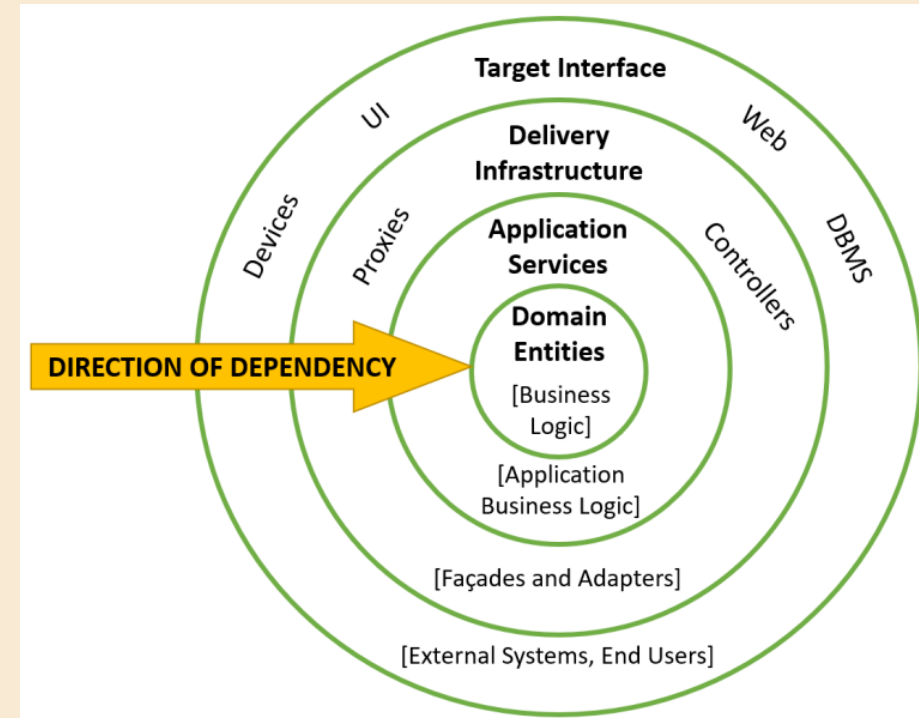 Target Interface
UI
Web
Delivery
Infrastructure
Devices
Proxies
Controllers
DBMS
Application
Services
Domain
Entities
DIRECTION OF DEPENDENCY
[Business
Logic]
[Application
Business Logic]
[Façades and Adapters]
[External Systems, End Users]